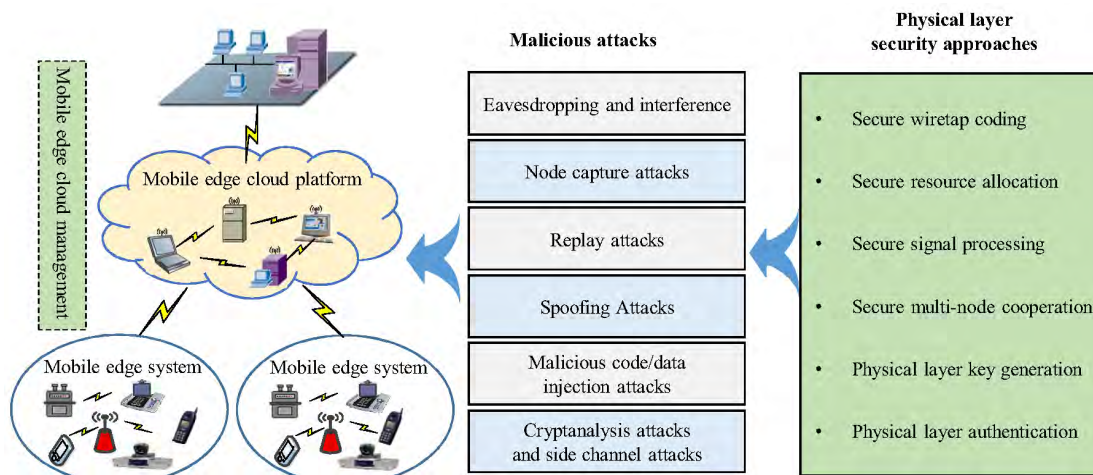 Mobile edge cloud management
Mobile edge cloud platform
Mobile edge system
Mobile edge system
Malicious attacks
Eavesdropping and interference
Node capture attacks
Replay attacks
Spoofing Attacks
Malicious code/data
injection attacks
Cryptanalysis attacks
and side channel attacks
Physical layer
security approaches
• Secure wiretap coding
• Secure resource allocation
• Secure signal processing
• Secure multi-node cooperation
• Physical layer key generation
• Physical layer authentication